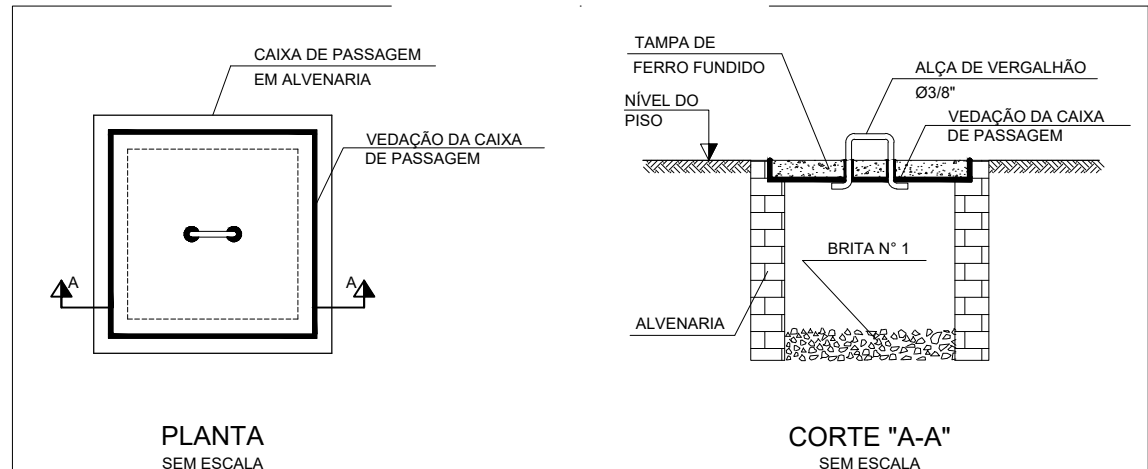 CAIXA DE PASSAGEM
EM ALVENARIA
VEDAÇÃO DA CAIXA
DE PASSAGEM
A
A
PLANTA
SEM ESCALA
TAMPA DE
FERRO FUNDIDO
ALÇA DE VERGALHÃO
Ø3/8"
NÍVEL DO
PISO
VEDAÇÃO DA CAIXA
DE PASSAGEM
BRITA N° 1
ALVENARIA
CORTE "A-A"
SEM ESCALA